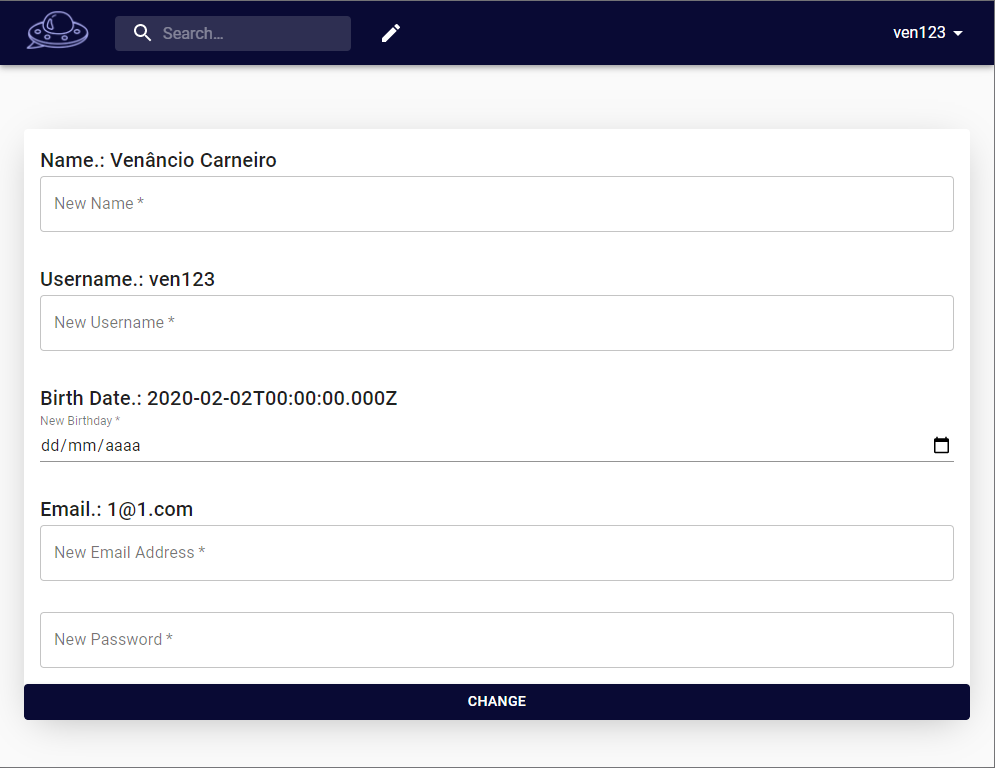 Search…
ven123
Name.: Venâncio Carneiro
New Name *
Username.: ven123
New Username *
Birth Date.: 2020-02-02T00:00:00.000Z
New Birthday *
dd/mm/aaaa
Email.: 1@1.com
New Email Address *
New Password *
CHANGE